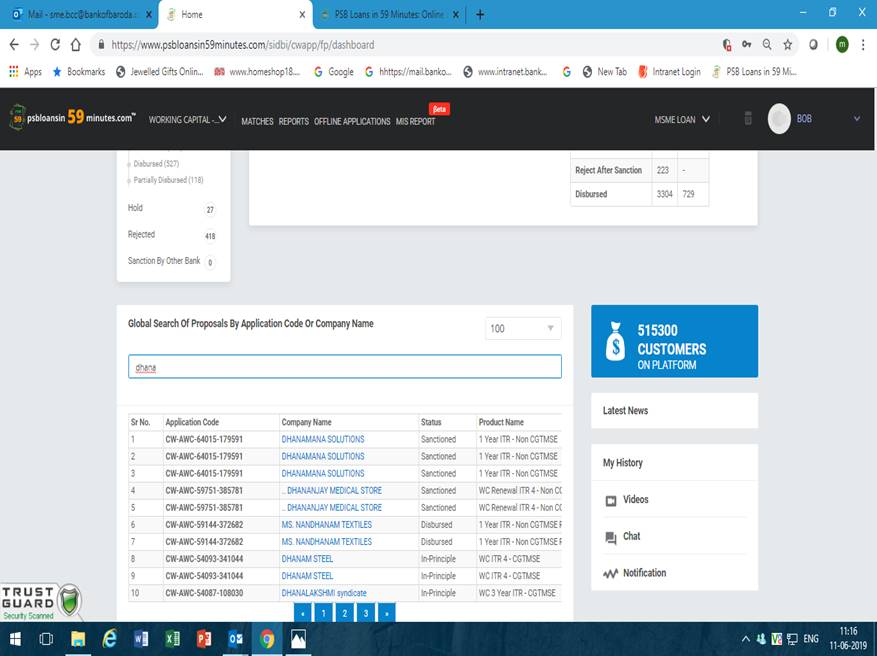 Mail - sme.bcc@bankofbaroda. Home PSB Loans in 59 Minutes: Online
https://www.psbloansin59minutes.com/sidbi/cwapp/fp/dashboard
Apps Bookmarks Jewelled Gifts Onlin... www.homeshop18.... Google hhttps://mail.banko... www.intranet.bank... New Tab Intranet Login PSB Loans in 59 Mi...
psbloansin 59 minutes.com™ WORKING CAPITAL -... MATCHES REPORTS OFFLINE APPLICATIONS MIS REPORT Beta MSME LOAN BOB
Disbursed (527)
Partially Disbursed (118)
Hold 27
Rejected 418
Sanction By Other Bank 0
Reject After Sanction 223 -
Disbursed 3304 729
Global Search Of Proposals By Application Code Or Company Name 100
dhana
Sr No. Application Code Company Name Status Product Name
1 CW-AWC-64015-179591 DHANAMANA SOLUTIONS Sanctioned 1 Year ITR - Non CGTMSE
2 CW-AWC-64015-179591 DHANAMANA SOLUTIONS Sanctioned 1 Year ITR - Non CGTMSE
3 CW-AWC-64015-179591 DHANAMANA SOLUTIONS Sanctioned 1 Year ITR - Non CGTMSE
4 CW-AWC-59751-385781 .. DHANANJAY MEDICAL STORE Sanctioned WC Renewal ITR 4 - Non CG
5 CW-AWC-59751-385781 .. DHANANJAY MEDICAL STORE Sanctioned WC Renewal ITR 4 - Non CG
6 CW-AWC-59144-372682 MS. NANDHANAM TEXTILES Disbursed 1 Year ITR - Non CGTMSE F
7 CW-AWC-59144-372682 MS. NANDHANAM TEXTILES Disbursed 1 Year ITR - Non CGTMSE F
8 CW-AWC-54093-341044 DHANAM STEEL In-Principle WC ITR 4 - CGTMSE
9 CW-AWC-54093-341044 DHANAM STEEL In-Principle WC ITR 4 - CGTMSE
10 CW-AWC-54087-108030 DHANALAKSHMI syndicate In-Principle WC 3 Year ITR - CGTMSE
« 1 2 3 »
515300
CUSTOMERS
ON PLATFORM
Latest News
My History
Videos
Chat
Notification
TRUST
GUARD
Security Scanned
ENG 11:16
11-06-2019